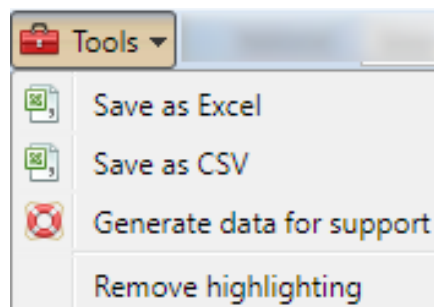 Tools
Save as Excel
Save as CSV
Generate data for support
Remove highlighting